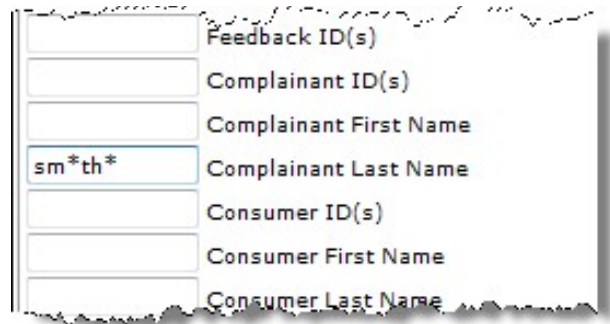 Feedback ID(s)
Complainant ID(s)
Complainant First Name
sm*th* Complainant Last Name
Consumer ID(s)
Consumer First Name
Consumer Last Name